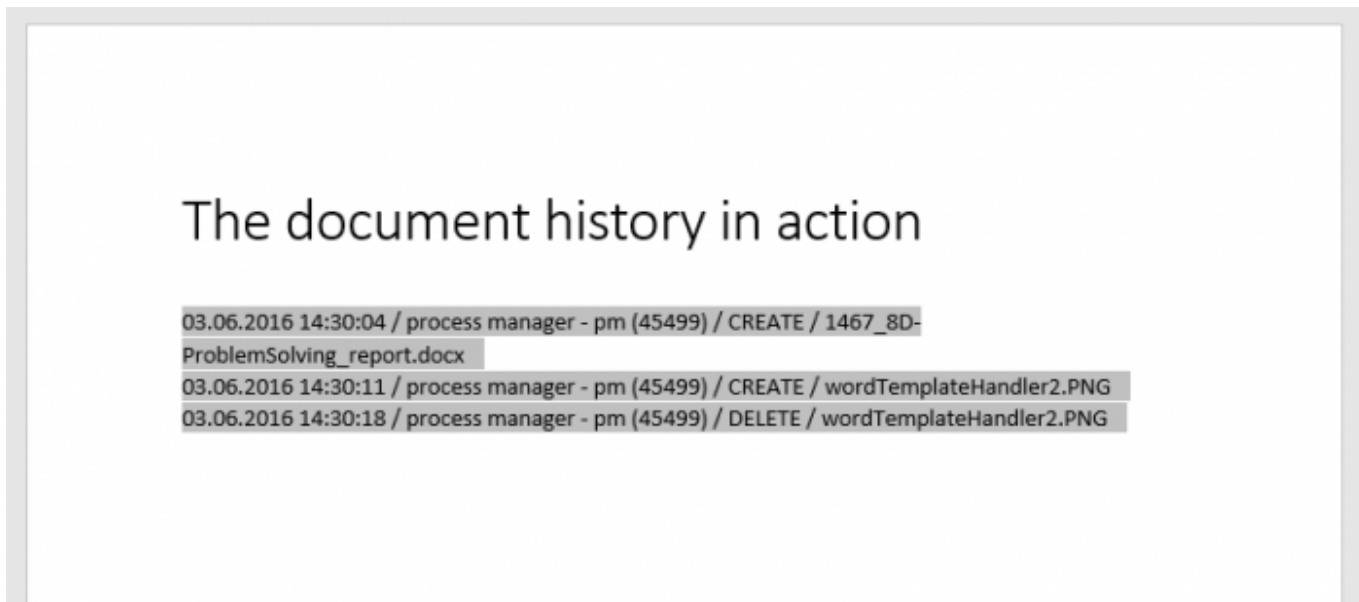 The document history in action
03.06.2016 14:30:04 / process manager - pm (45499) / CREATE / 1467_8D-
ProblemSolving_report.docx
03.06.2016 14:30:11 / process manager - pm (45499) / CREATE / wordTemplateHandler2.PNG
03.06.2016 14:30:18 / process manager - pm (45499) / DELETE / wordTemplateHandler2.PNG